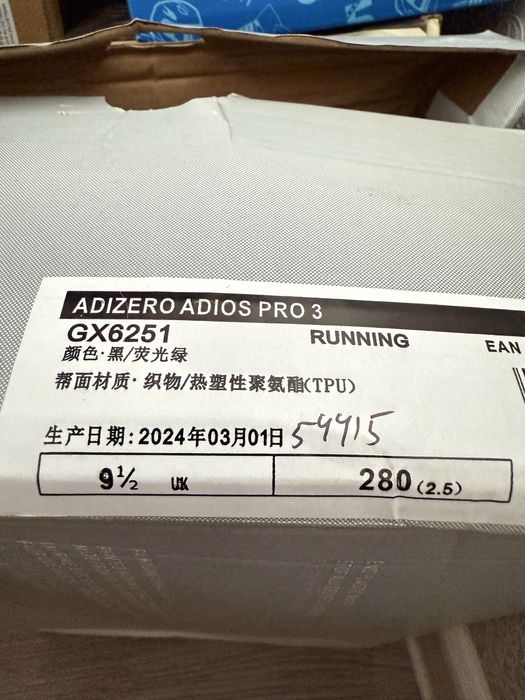 ADIZERO ADIOS PRO 3
GX6251 RUNNING EAN
颜色·黑/荧光绿
帮面材质·织物/热塑性聚氨酯(TPU)
生产日期:2024年03月01日 59915
9½ UK 280(2.5)